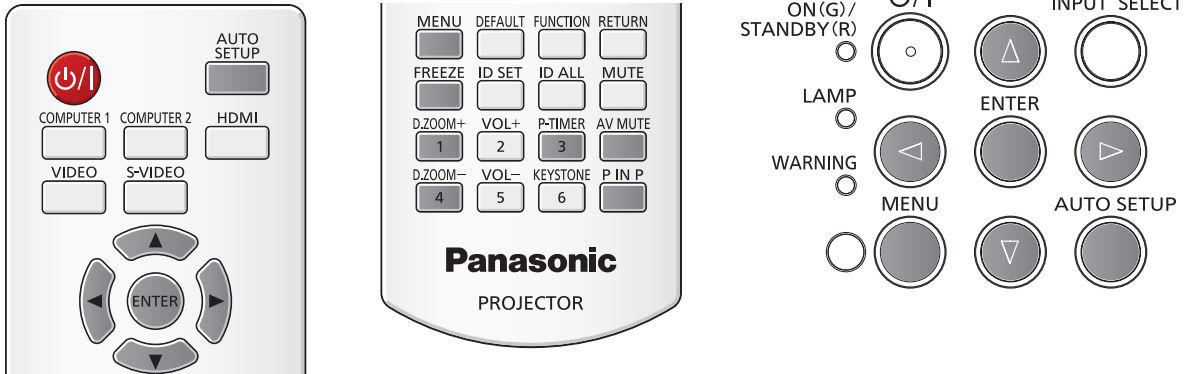 AUTO
SETUP
COMPUTER 1 COMPUTER 2 HDMI
VIDEO S-VIDEO
ENTER
MENU DEFAULT FUNCTION RETURN
FREEZE ID SET ID ALL MUTE
D.ZOOM+ VOL+ P-TIMER AV MUTE
1 2 3
D.ZOOM− VOL− KEYSTONE P IN P
4 5 6
Panasonic
PROJECTOR
ON(G)/
STANDBY(R)
INPUT SELECT
LAMP
ENTER
WARNING
MENU
AUTO SETUP